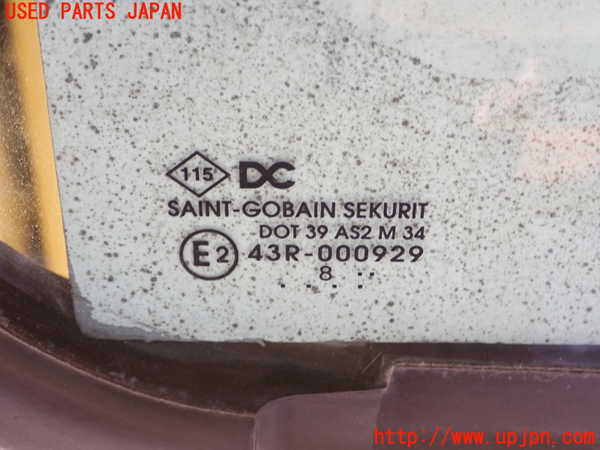 USED PARTS JAPAN
115 DC
SAINT-GOBAIN SEKURIT
DOT 39 AS2 M 34
E2 43R-000929
8
http://www.upjpn.com/